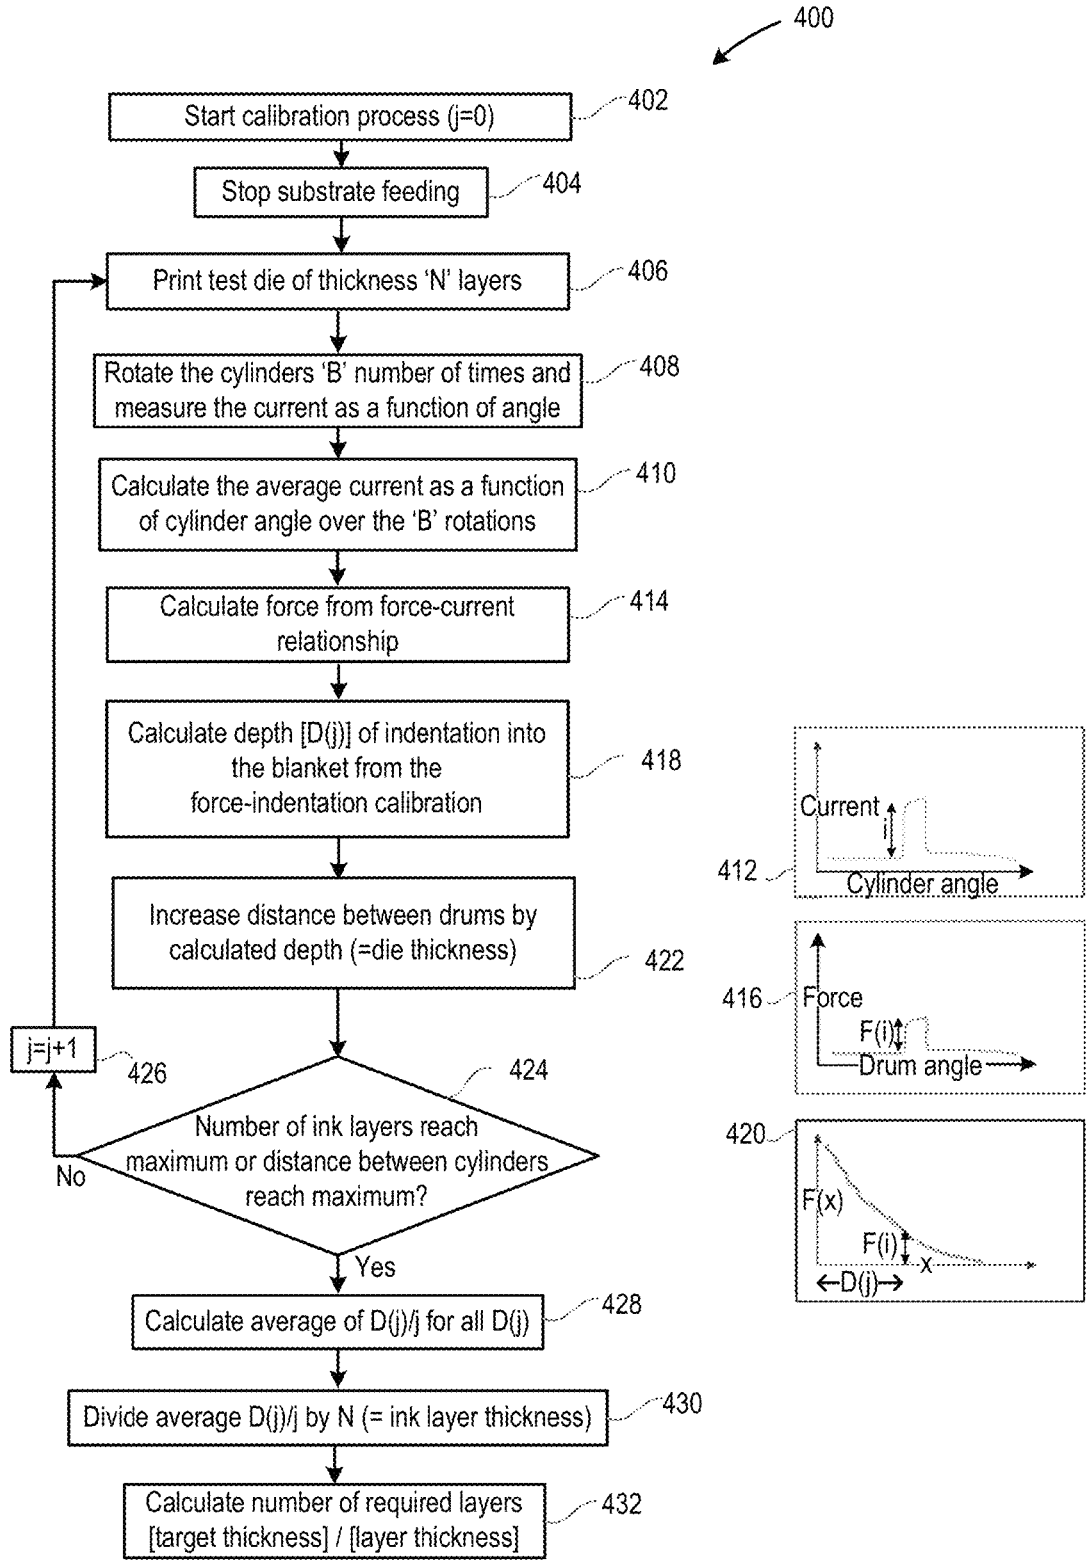 400
Start calibration process (j=0)
402
Stop substrate feeding
404
Print test die of thickness ‘N’ layers
406
Rotate the cylinders ‘B’ number of times and
measure the current as a function of angle
408
Calculate the average current as a function
of cylinder angle over the ‘B’ rotations
410
Calculate force from force-current
relationship
414
Calculate depth [D(j)] of indentation into
the blanket from the
force-indentation calibration
418
Increase distance between drums by
calculated depth (=die thickness)
422
j=j+1
426
424
Number of ink layers reach
maximum or distance between cylinders
reach maximum?
No
Yes
Calculate average of D(j)/j for all D(j)
428
Divide average D(j)/j by N (= ink layer thickness)
430
Calculate number of required layers
[target thickness] / [layer thickness]
432
Current
i
412
Cylinder angle
416
Force
F(i)
Drum angle
420
F(x)
F(i)
x
D(j)